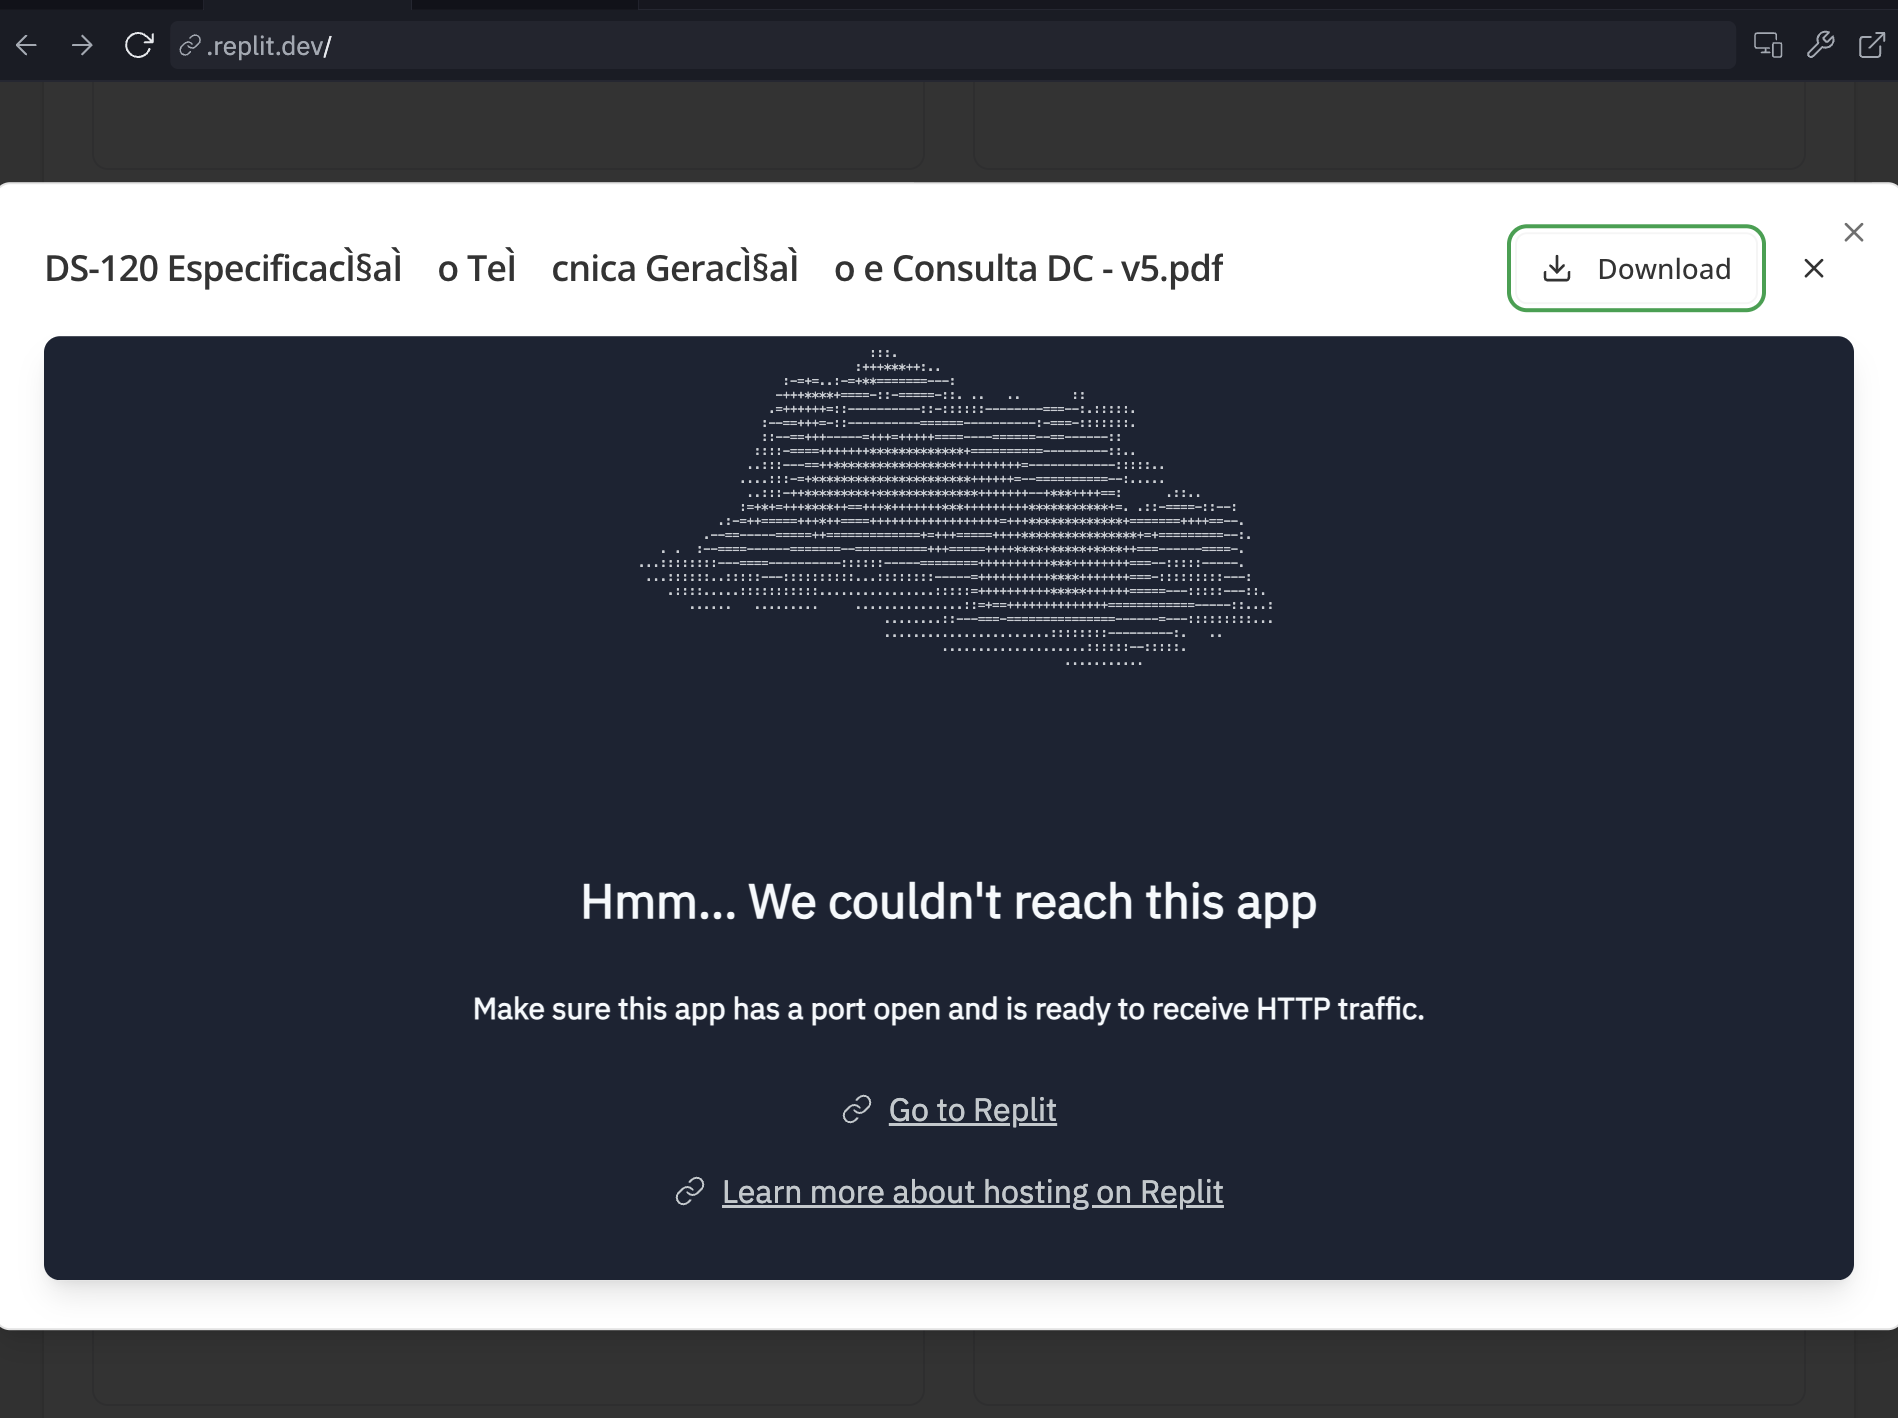 .replit.dev/
DS-120 EspecificacÌ§aÌ  o TeÌ  cnica GeracÌ§aÌ  o e Consulta DC - v5.pdf
Download
Hmm... We couldn't reach this app
Make sure this app has a port open and is ready to receive HTTP traffic.
Go to Replit
Learn more about hosting on Replit